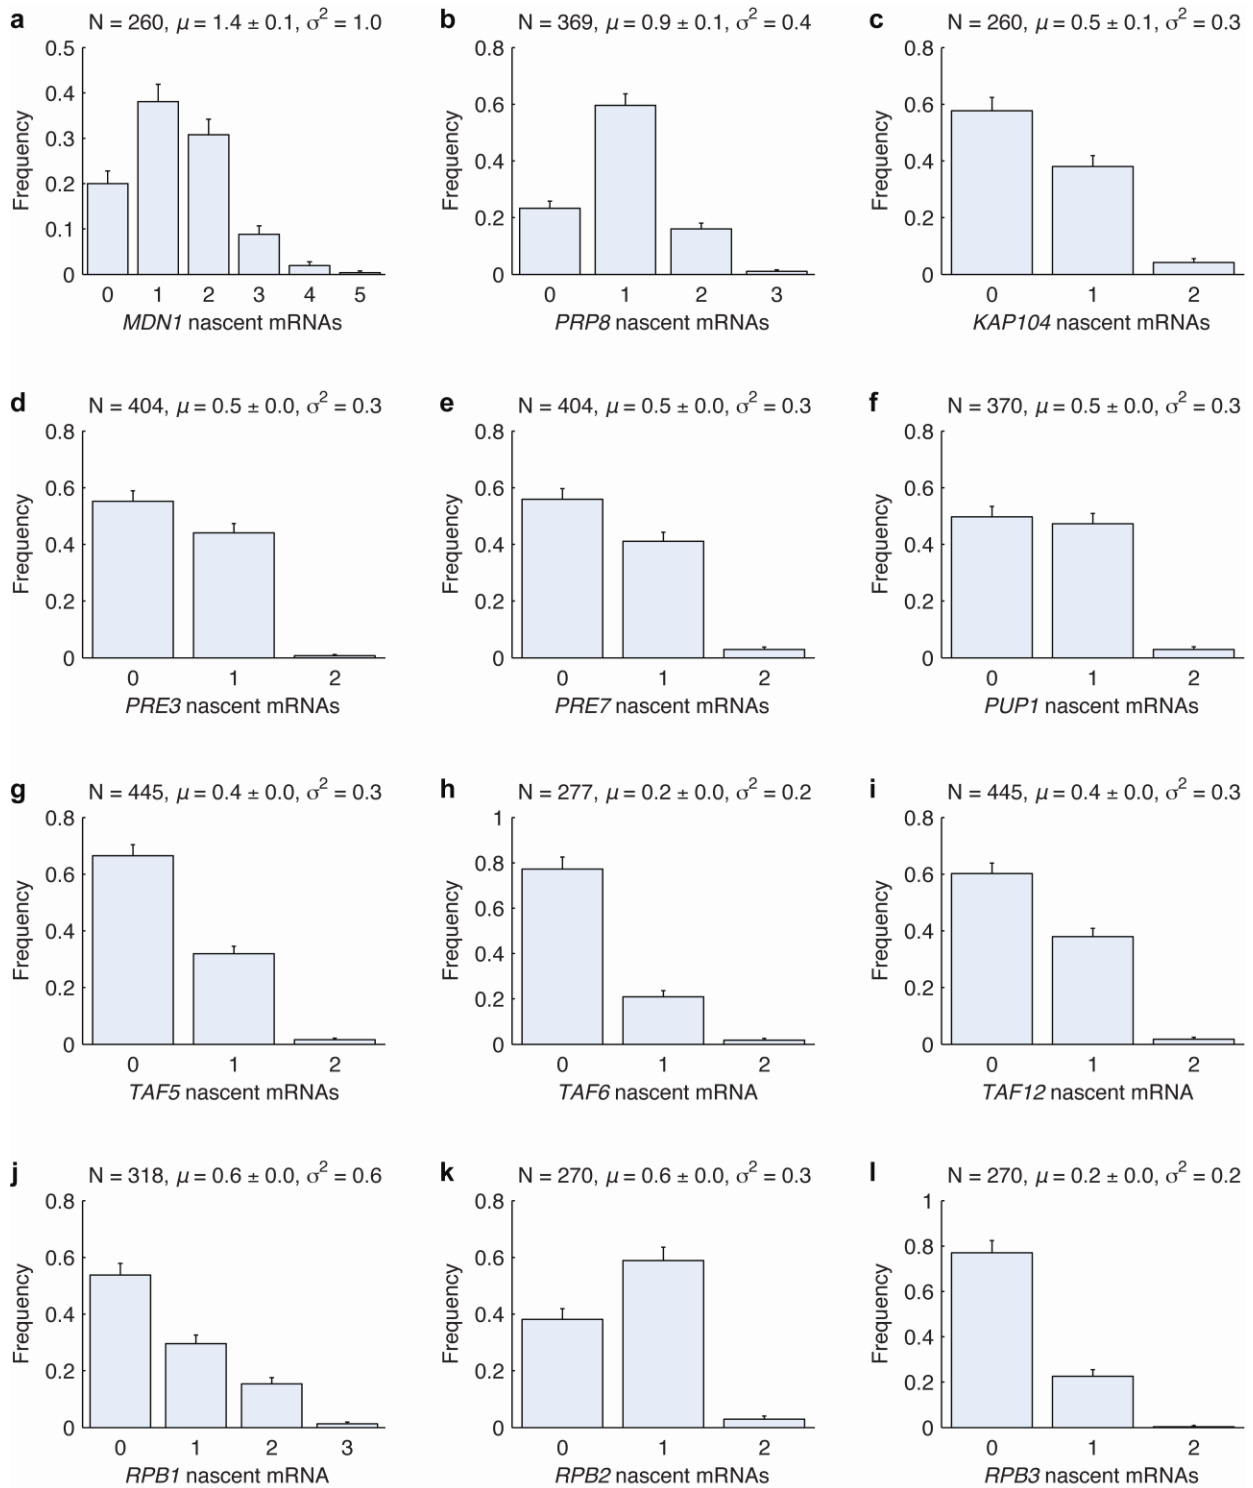 a N = 260, μ = 1.4 ± 0.1, σ² = 1.0
0.5
0.4
0.3
0.2
0.1
0
Frequency
0 1 2 3 4 5
MDN1 nascent mRNAs
b N = 369, μ = 0.9 ± 0.1, σ² = 0.4
0.8
0.6
0.4
0.2
0
Frequency
0 1 2 3
PRP8 nascent mRNAs
c N = 260, μ = 0.5 ± 0.1, σ² = 0.3
0.8
0.6
0.4
0.2
0
Frequency
0 1 2
KAP104 nascent mRNAs
d N = 404, μ = 0.5 ± 0.0, σ² = 0.3
0.8
0.6
0.4
0.2
0
Frequency
0 1 2
PRE3 nascent mRNAs
e N = 404, μ = 0.5 ± 0.0, σ² = 0.3
0.8
0.6
0.4
0.2
0
Frequency
0 1 2
PRE7 nascent mRNAs
f N = 370, μ = 0.5 ± 0.0, σ² = 0.3
0.8
0.6
0.4
0.2
0
Frequency
0 1 2
PUP1 nascent mRNAs
g N = 445, μ = 0.4 ± 0.0, σ² = 0.3
0.8
0.6
0.4
0.2
0
Frequency
0 1 2
TAF5 nascent mRNAs
h N = 277, μ = 0.2 ± 0.0, σ² = 0.2
1
0.8
0.6
0.4
0.2
0
Frequency
0 1 2
TAF6 nascent mRNA
i N = 445, μ = 0.4 ± 0.0, σ² = 0.3
0.8
0.6
0.4
0.2
0
Frequency
0 1 2
TAF12 nascent mRNA
j N = 318, μ = 0.6 ± 0.0, σ² = 0.6
0.8
0.6
0.4
0.2
0
Frequency
0 1 2 3
RPB1 nascent mRNA
k N = 270, μ = 0.6 ± 0.0, σ² = 0.3
0.8
0.6
0.4
0.2
0
Frequency
0 1 2
RPB2 nascent mRNAs
l N = 270, μ = 0.2 ± 0.0, σ² = 0.2
1
0.8
0.6
0.4
0.2
0
Frequency
0 1 2
RPB3 nascent mRNAs